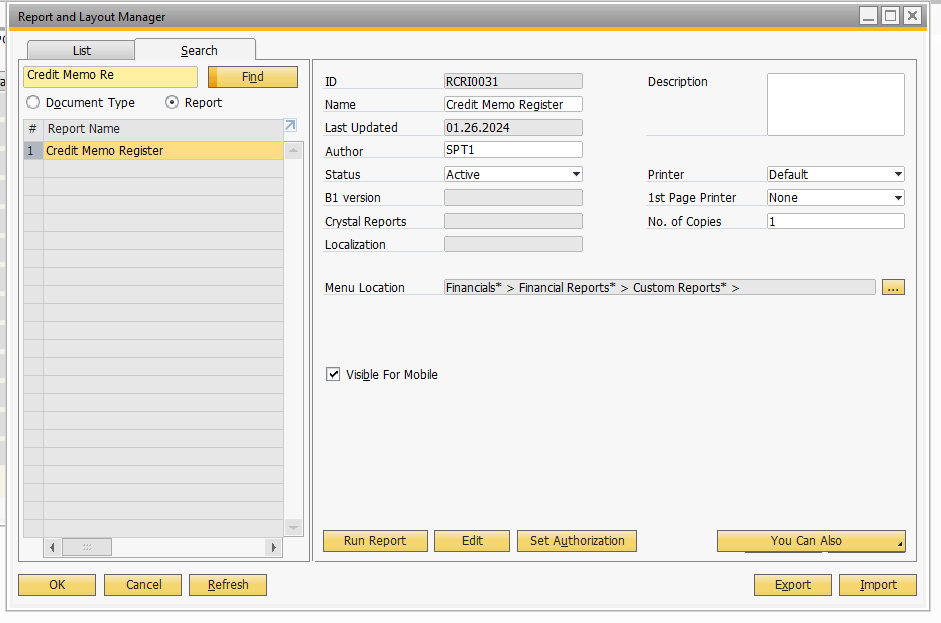 Report and Layout Manager
List
Search
Credit Memo Re
Find
Document Type
Report
# Report Name
1 Credit Memo Register
ID RCRI0031
Name Credit Memo Register
Last Updated 01.26.2024
Author SPT1
Status Active
B1 version
Crystal Reports
Localization
Description
Printer Default
1st Page Printer None
No. of Copies 1
Menu Location Financials* > Financial Reports* > Custom Reports* >
...
Visible For Mobile
Run Report
Edit
Set Authorization
You Can Also
OK
Cancel
Refresh
Export
Import